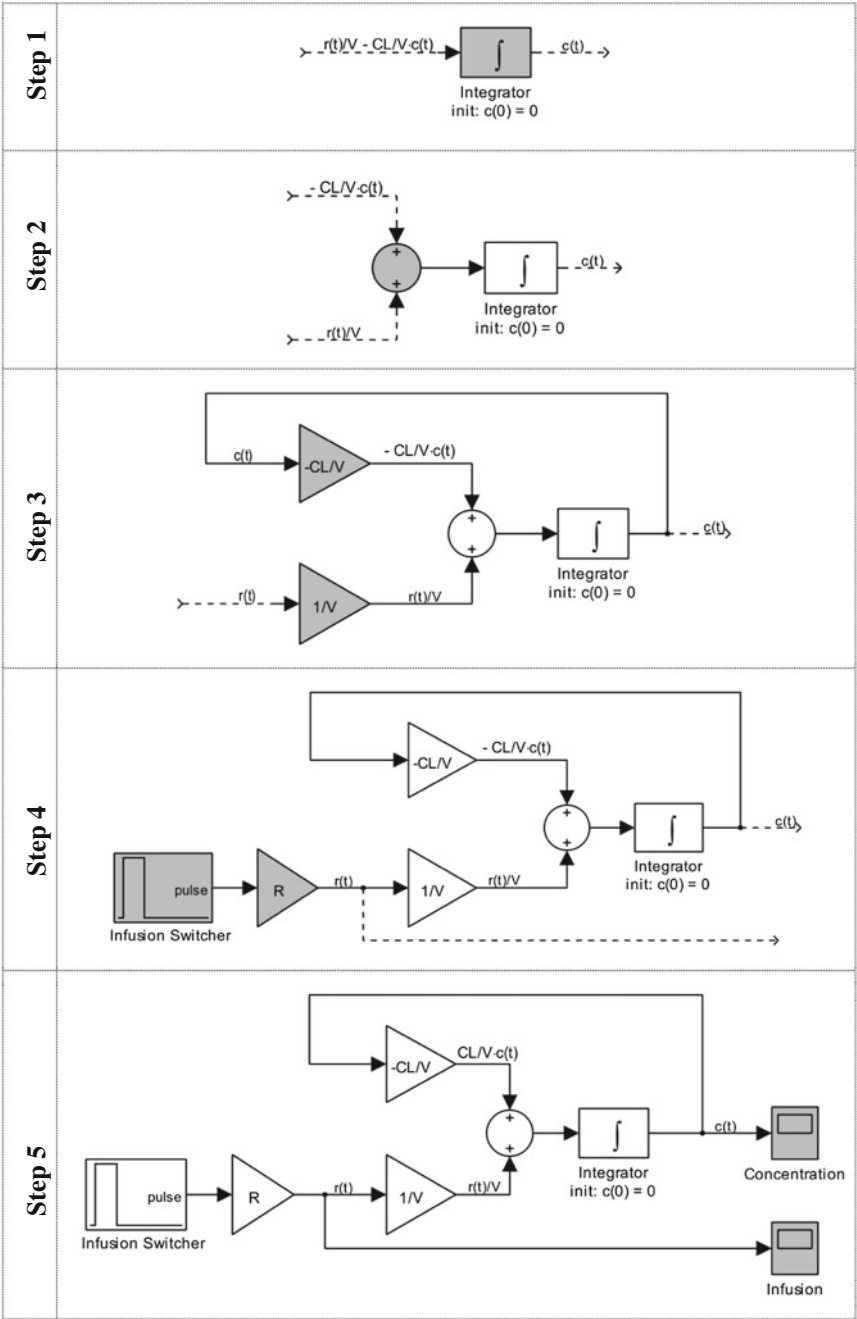 Step 1
r(t)/V - CL/V·c(t)
∫
c(t)
Integrator
init: c(0) = 0
Step 2
- CL/V·c(t)
+
+
∫
c(t)
r(t)/V
Integrator
init: c(0) = 0
Step 3
c(t)
-CL/V
- CL/V·c(t)
+
+
∫
c(t)
Integrator
init: c(0) = 0
r(t)
1/V
r(t)/V
Step 4
-CL/V
- CL/V·c(t)
+
+
∫
c(t)
Integrator
init: c(0) = 0
pulse
R
r(t)
1/V
r(t)/V
Infusion Switcher
Step 5
-CL/V
CL/V·c(t)
+
+
∫
c(t)
Integrator
init: c(0) = 0
Concentration
pulse
R
r(t)
1/V
r(t)/V
Infusion Switcher
Infusion